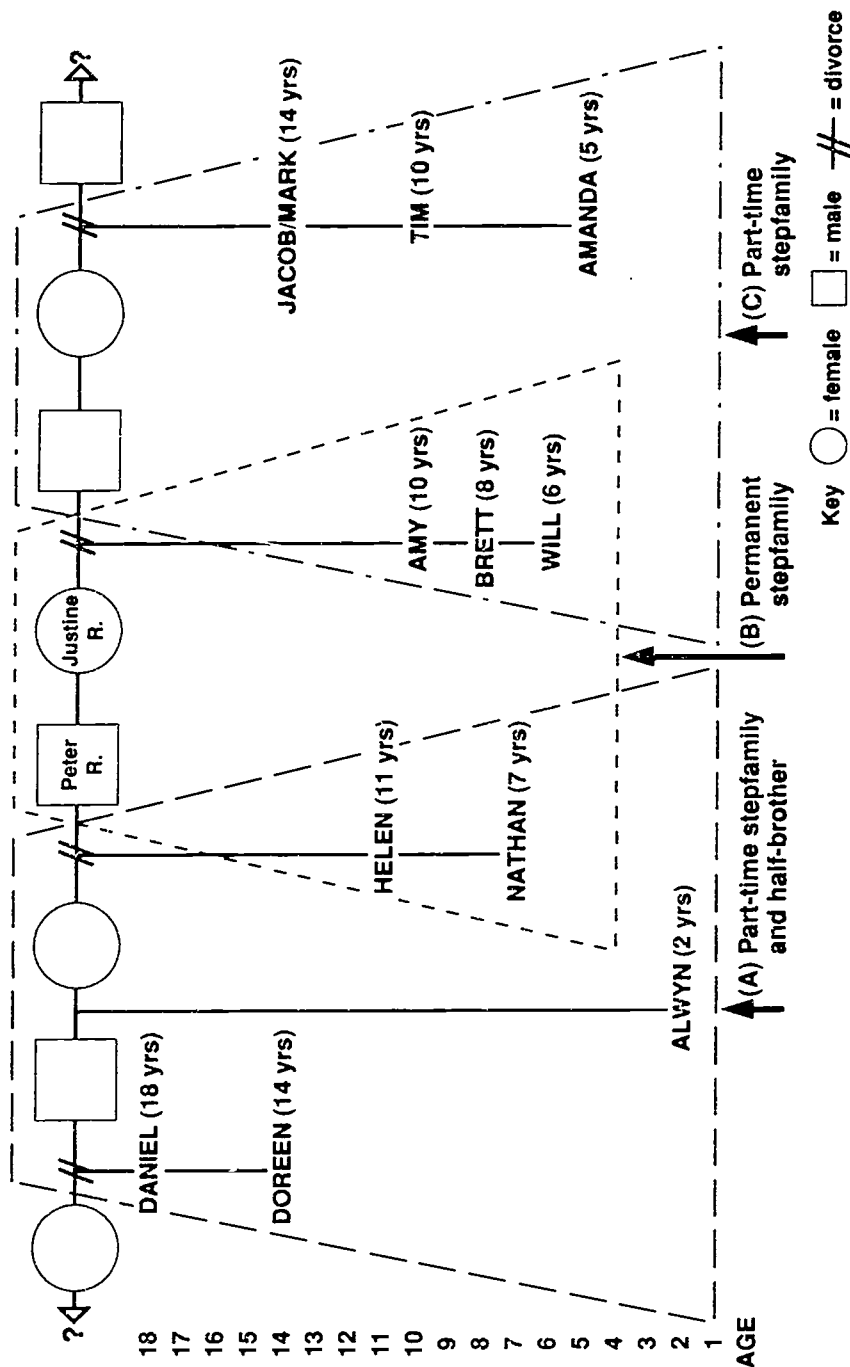 ?
?
Peter
R.
Justine
R.
18
17
16
15
14
13
12
11
10
9
8
7
6
5
4
3
2
1
AGE
DANIEL (18 yrs)
DOREEN (14 yrs)
ALWYN (2 yrs)
HELEN (11 yrs)
NATHAN (7 yrs)
AMY (10 yrs)
BRETT (8 yrs)
WILL (6 yrs)
JACOB/MARK (14 yrs)
TIM (10 yrs)
AMANDA (5 yrs)
(A) Part-time stepfamily
and half-brother
(B) Permanent
stepfamily
(C) Part-time
stepfamily
Key = female = male = divorce